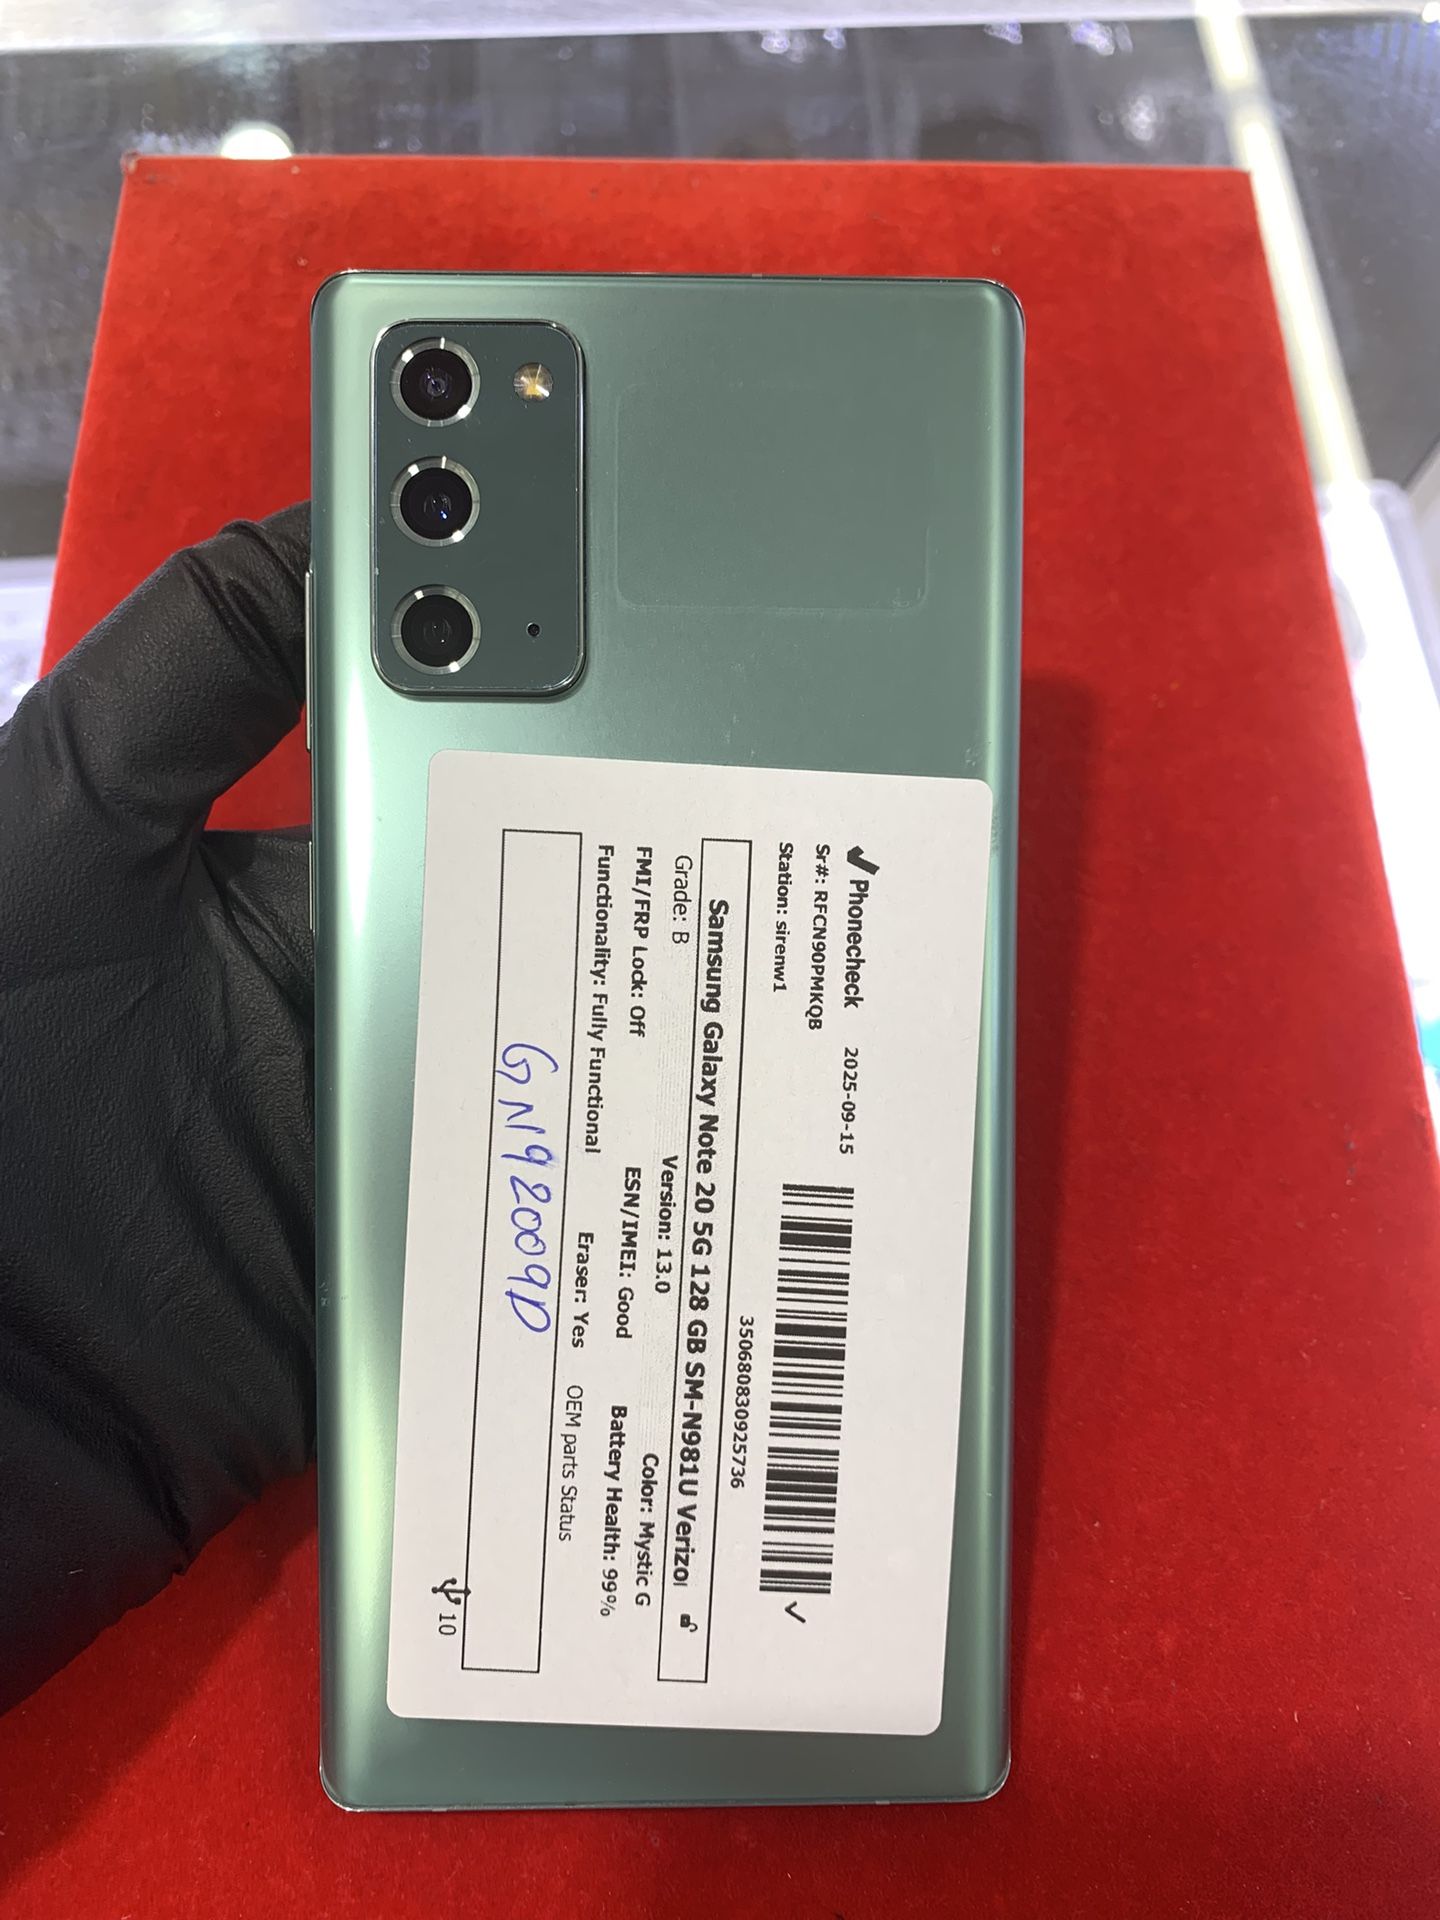 Phonecheck 2025-09-15
Sr#: RFCN90PMKQB
Station: sirenw1
350680830925736
Samsung Galaxy Note 20 5G 128 GB SM-N981U Verizo
Grade: B Version: 13.0 Color: Mystic G
FMI/FRP Lock: Off ESN/IMEI: Good Battery Health: 99%
Functionality: Fully Functional Eraser: Yes OEM parts Status
GN92009D
10